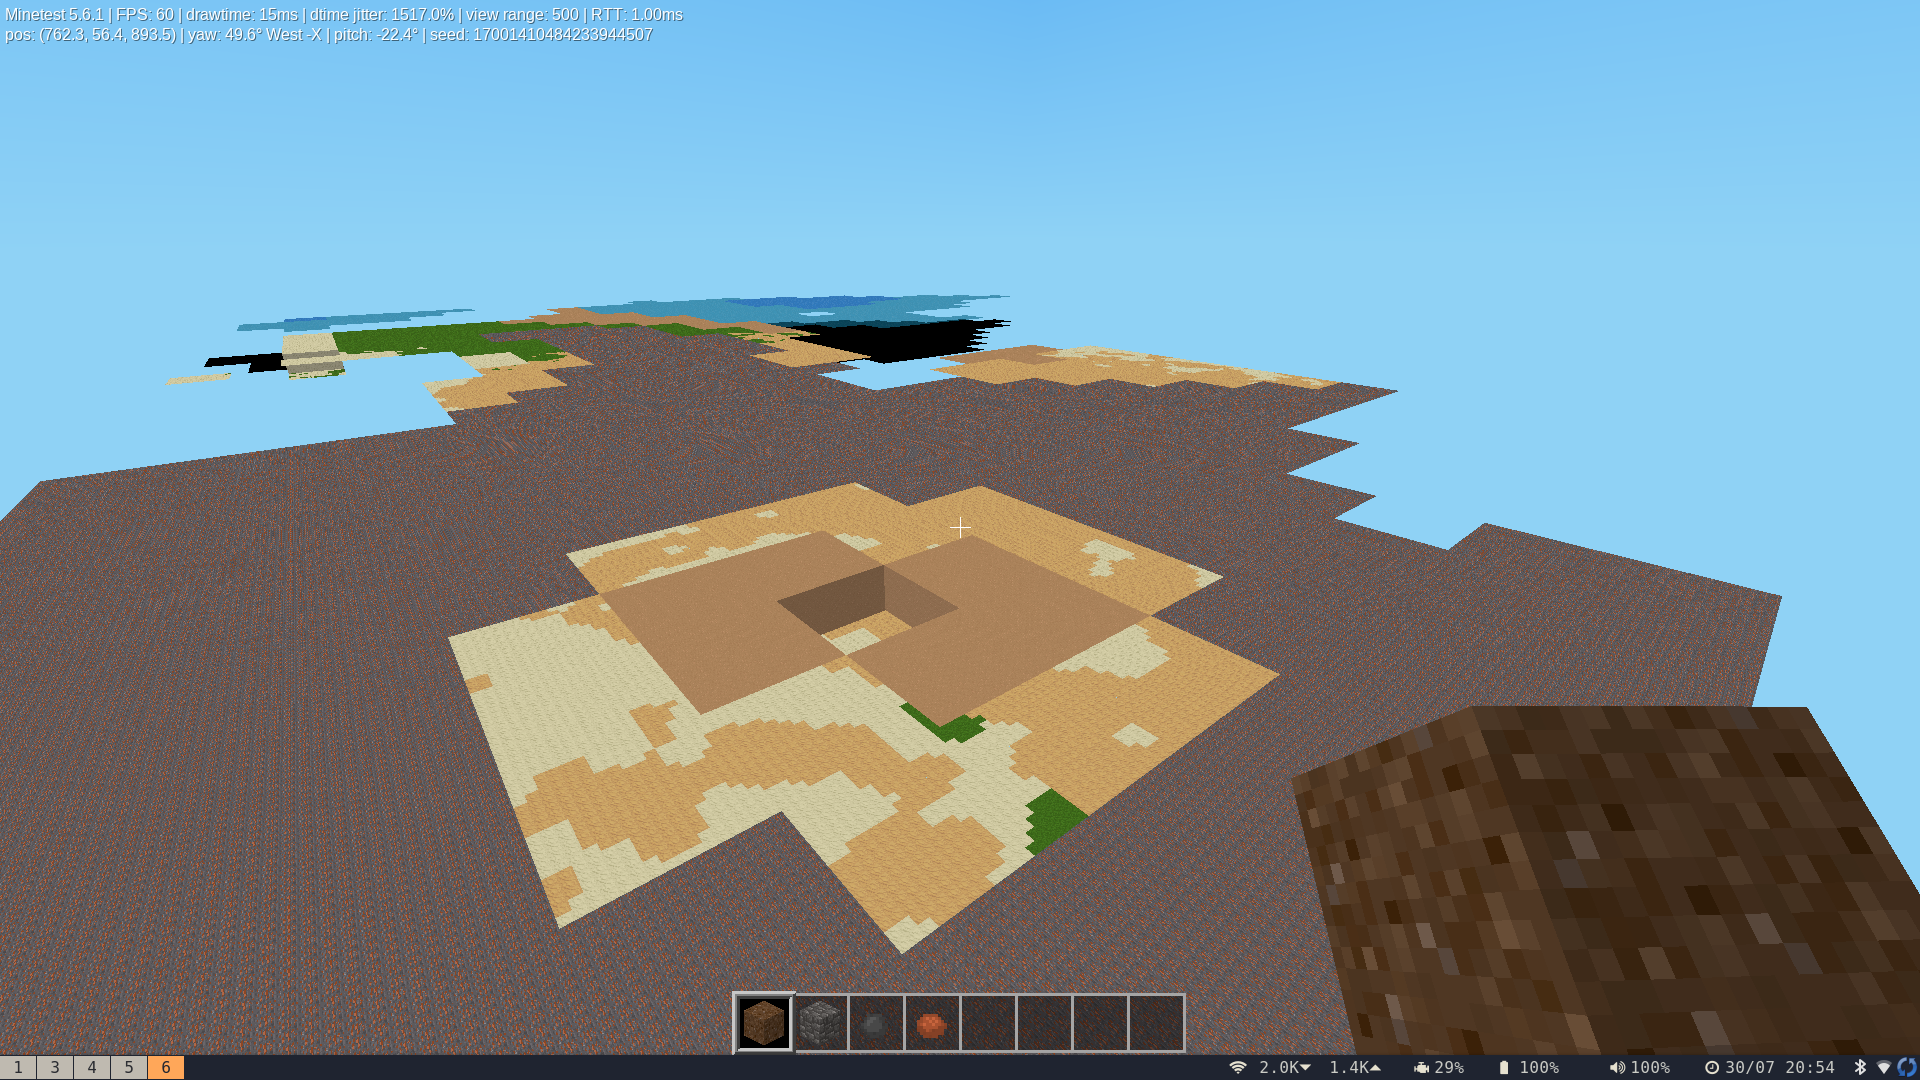 Minetest 5.6.1 | FPS: 60 | drawtime: 15ms | dtime jitter: 1517.0% | view range: 500 | RTT: 1.00ms
pos: (762.3, 56.4, 893.5) | yaw: 49.6° West -X | pitch: -22.4° | seed: 17001410484233944507
1 3 4 5 6 2.0K 1.4K 29% 100% 100% 30/07 20:54